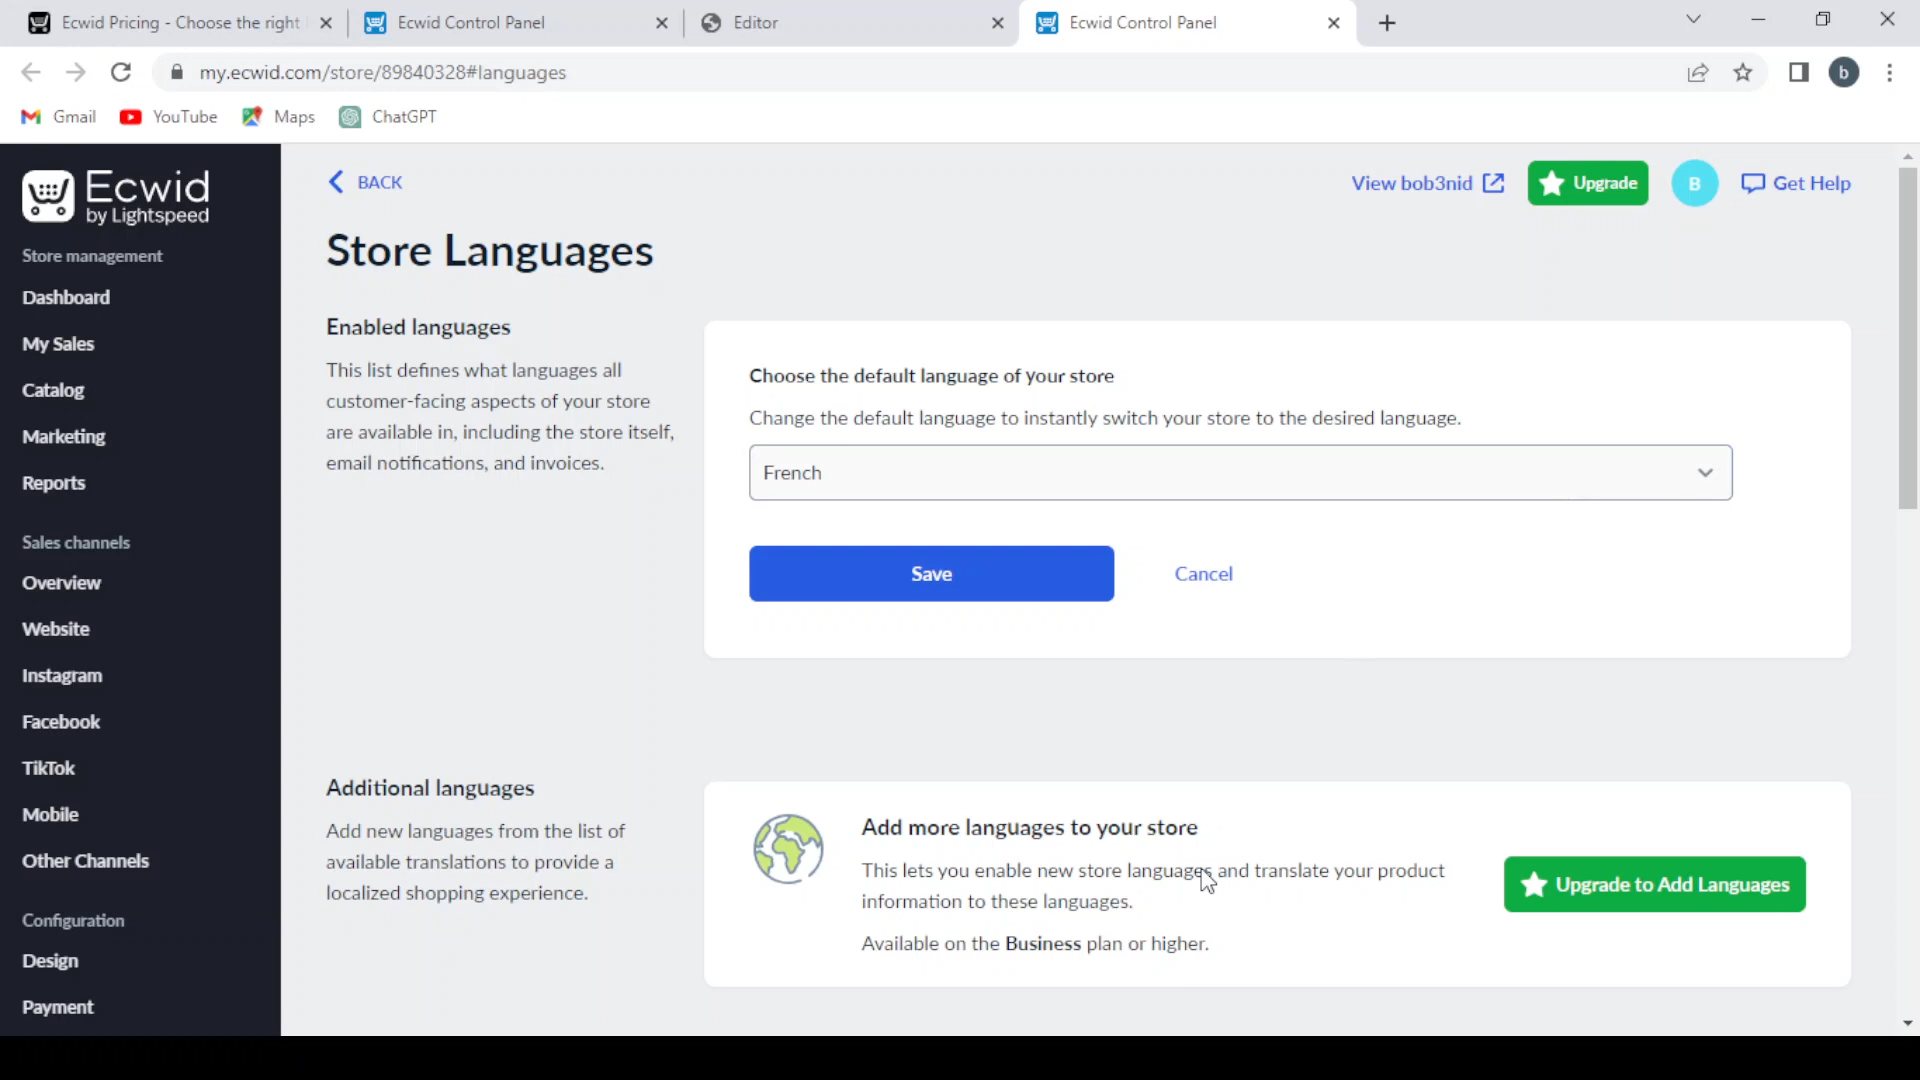 Ecwid Pricing - Choose the right
Ecwid Control Panel
Editor
Ecwid Control Panel
my.ecwid.com/store/89840328#languages
b
Gmail
YouTube
Maps
ChatGPT
Ecwid
by Lightspeed
Store management
Dashboard
My Sales
Catalog
Marketing
Reports
Sales channels
Overview
Website
Instagram
Facebook
TikTok
Mobile
Other Channels
Configuration
Design
Payment
BACK
View bob3nid
Upgrade
B
Get Help
Store Languages
Enabled languages
This list defines what languages all
customer-facing aspects of your store
are available in, including the store itself,
email notifications, and invoices.
Choose the default language of your store
Change the default language to instantly switch your store to the desired language.
French
Save
Cancel
Additional languages
Add new languages from the list of
available translations to provide a
localized shopping experience.
Add more languages to your store
This lets you enable new store languages and translate your product
information to these languages.
Available on the Business plan or higher.
Upgrade to Add Languages